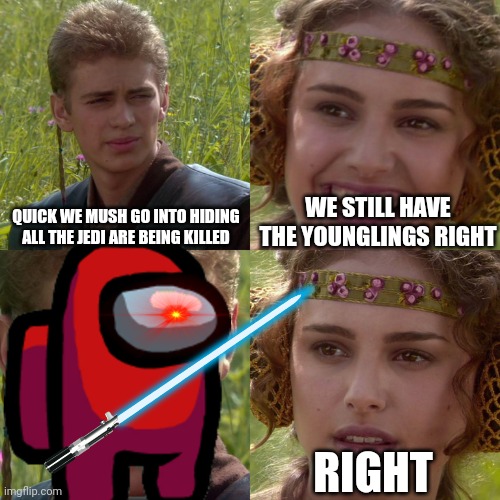 QUICK WE MUSH GO INTO HIDING
ALL THE JEDI ARE BEING KILLED
WE STILL HAVE
THE YOUNGLINGS RIGHT
RIGHT
imgflip.com